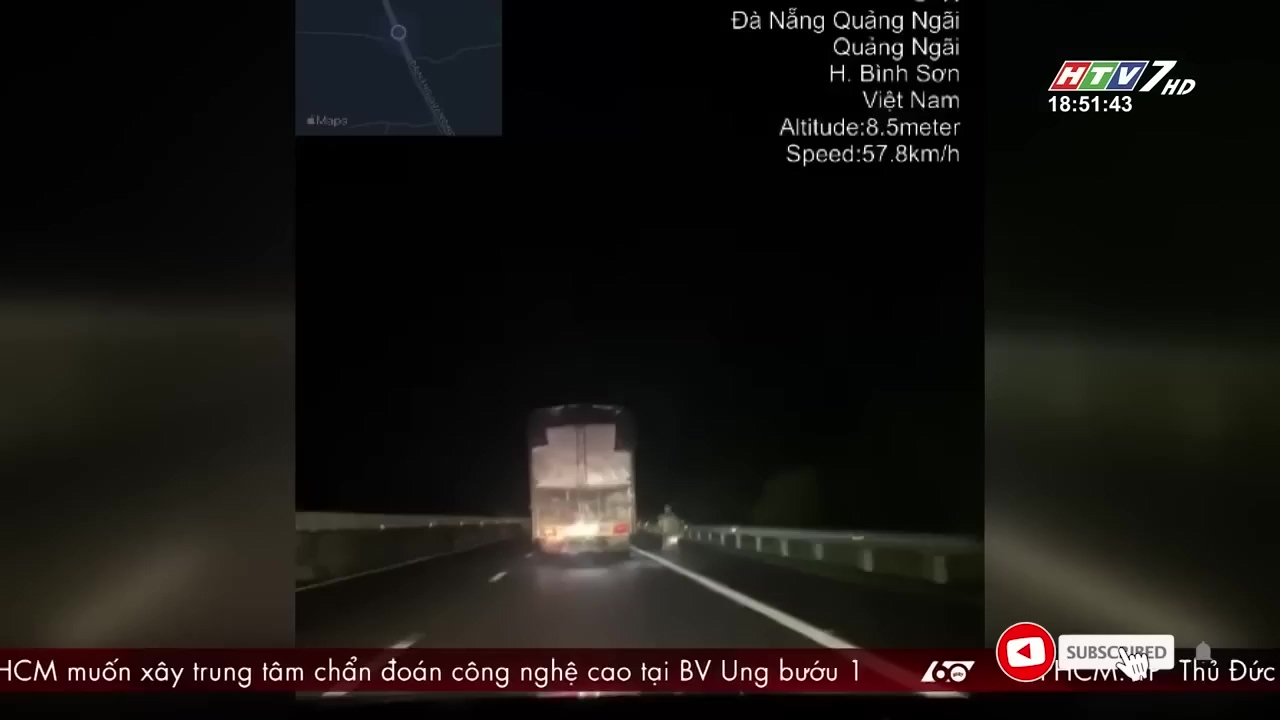 Đà Nẵng Quảng Ngãi
Quảng Ngãi
H. Bình Sơn
Việt Nam
Altitude:8.5meter
Speed:57.8km/h
Maps
HTV7 HD
18:51:43
SUBSCRIBED
HCM muốn xây trung tâm chẩn đoán công nghệ cao tại BV Ung bướu 1
60
Thủ Đức